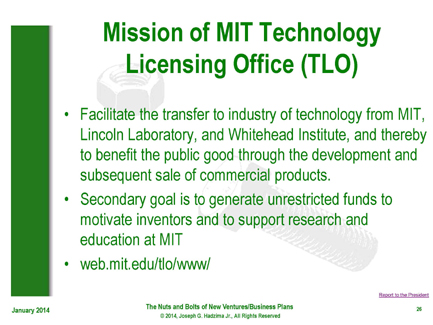 Mission of MIT Technology
Licensing Office (TLO)
• Facilitate the transfer to industry of technology from MIT,
Lincoln Laboratory, and Whitehead Institute, and thereby
to benefit the public good through the development and
subsequent sale of commercial products.
• Secondary goal is to generate unrestricted funds to
motivate inventors and to support research and
education at MIT
• web.mit.edu/tlo/www/
Report to the President
January 2014
The Nuts and Bolts of New Ventures/Business Plans
© 2014, Joseph G. Hadzima Jr., All Rights Reserved
26